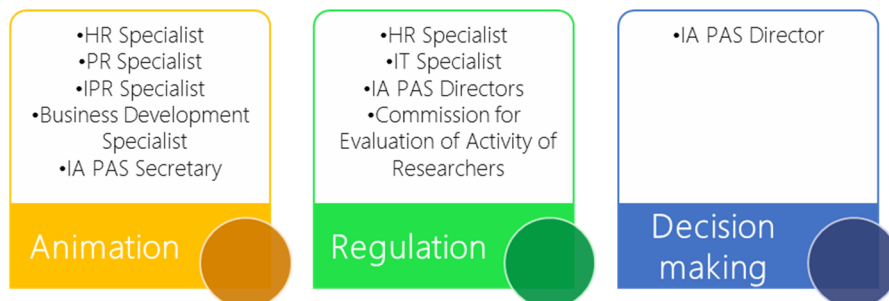 •HR Specialist
•PR Specialist
•IPR Specialist
•Business Development
Specialist
•IA PAS Secretary
Animation
•HR Specialist
•IT Specialist
•IA PAS Directors
•Commission for
Evaluation of Activity of
Researchers
Regulation
•IA PAS Director
Decision
making